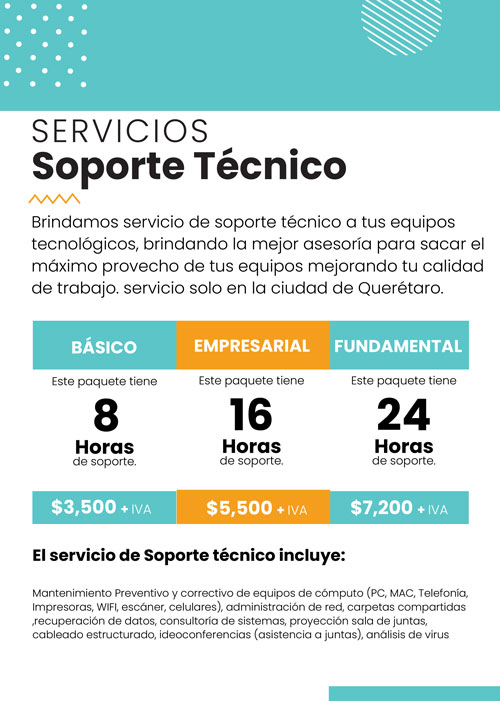 SERVICIOS
Soporte Técnico
Brindamos servicio de soporte técnico a tus equipos
tecnológicos, brindando la mejor asesoría para sacar el
máximo provecho de tus equipos mejorando tu calidad
de trabajo. servicio solo en la ciudad de Querétaro.
BÁSICO
Este paquete tiene
8
Horas
de soporte.
$3,500 + IVA
EMPRESARIAL
Este paquete tiene
16
Horas
de soporte.
$5,500 + IVA
FUNDAMENTAL
Este paquete tiene
24
Horas
de soporte.
$7,200 + IVA
El servicio de Soporte técnico incluye:
Mantenimiento Preventivo y correctivo de equipos de cómputo (PC, MAC, Telefonía,
Impresoras, WIFI, escáner, celulares), administración de red, carpetas compartidas
,recuperación de datos, consultoría de sistemas, proyección sala de juntas,
cableado estructurado, ideoconferencias (asistencia a juntas), análisis de virus